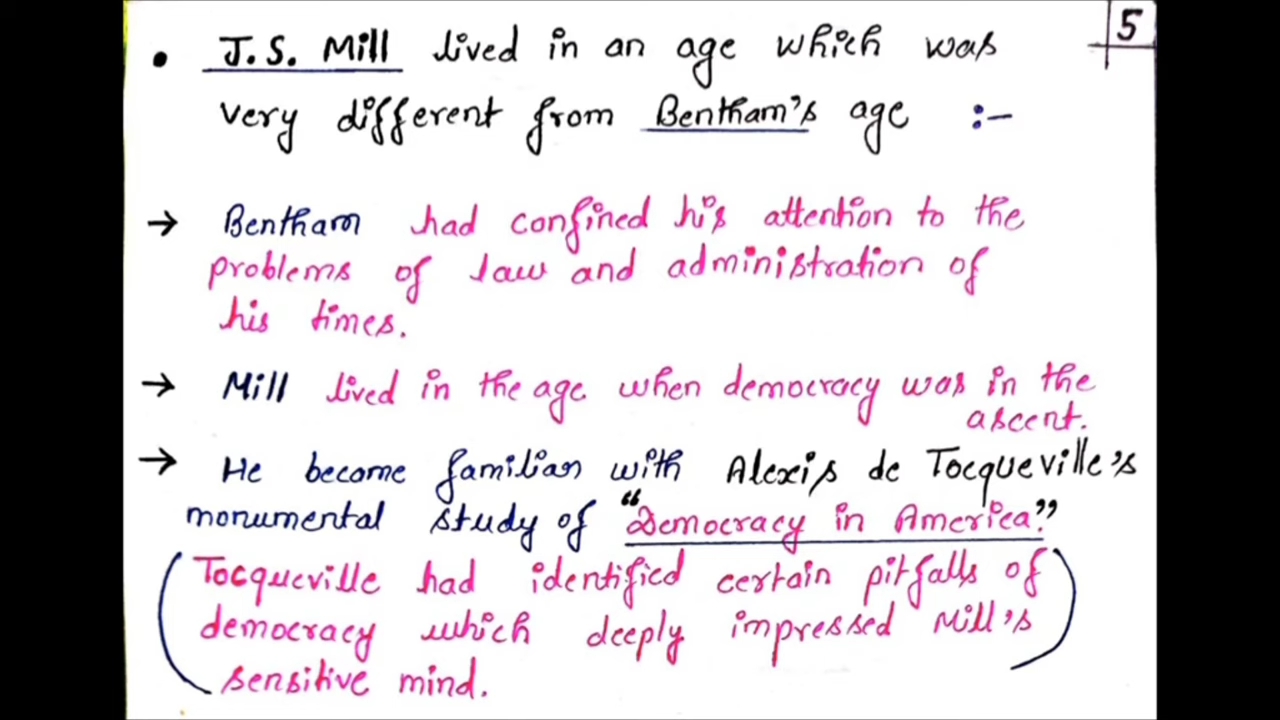 5
• J.S. Mill lived in an age which was
very different from Bentham's age :-
→ Bentham had confined his attention to the
problems of law and administration of
his times.
→ Mill lived in the age when democracy was in the
ascent.
→ He become familian with Alexis de Tocqueville's
monumental study of "Democracy in America."
(Tocqueville had identified certain pitfalls of
democracy which deeply impressed Mill's
sensitive mind.)